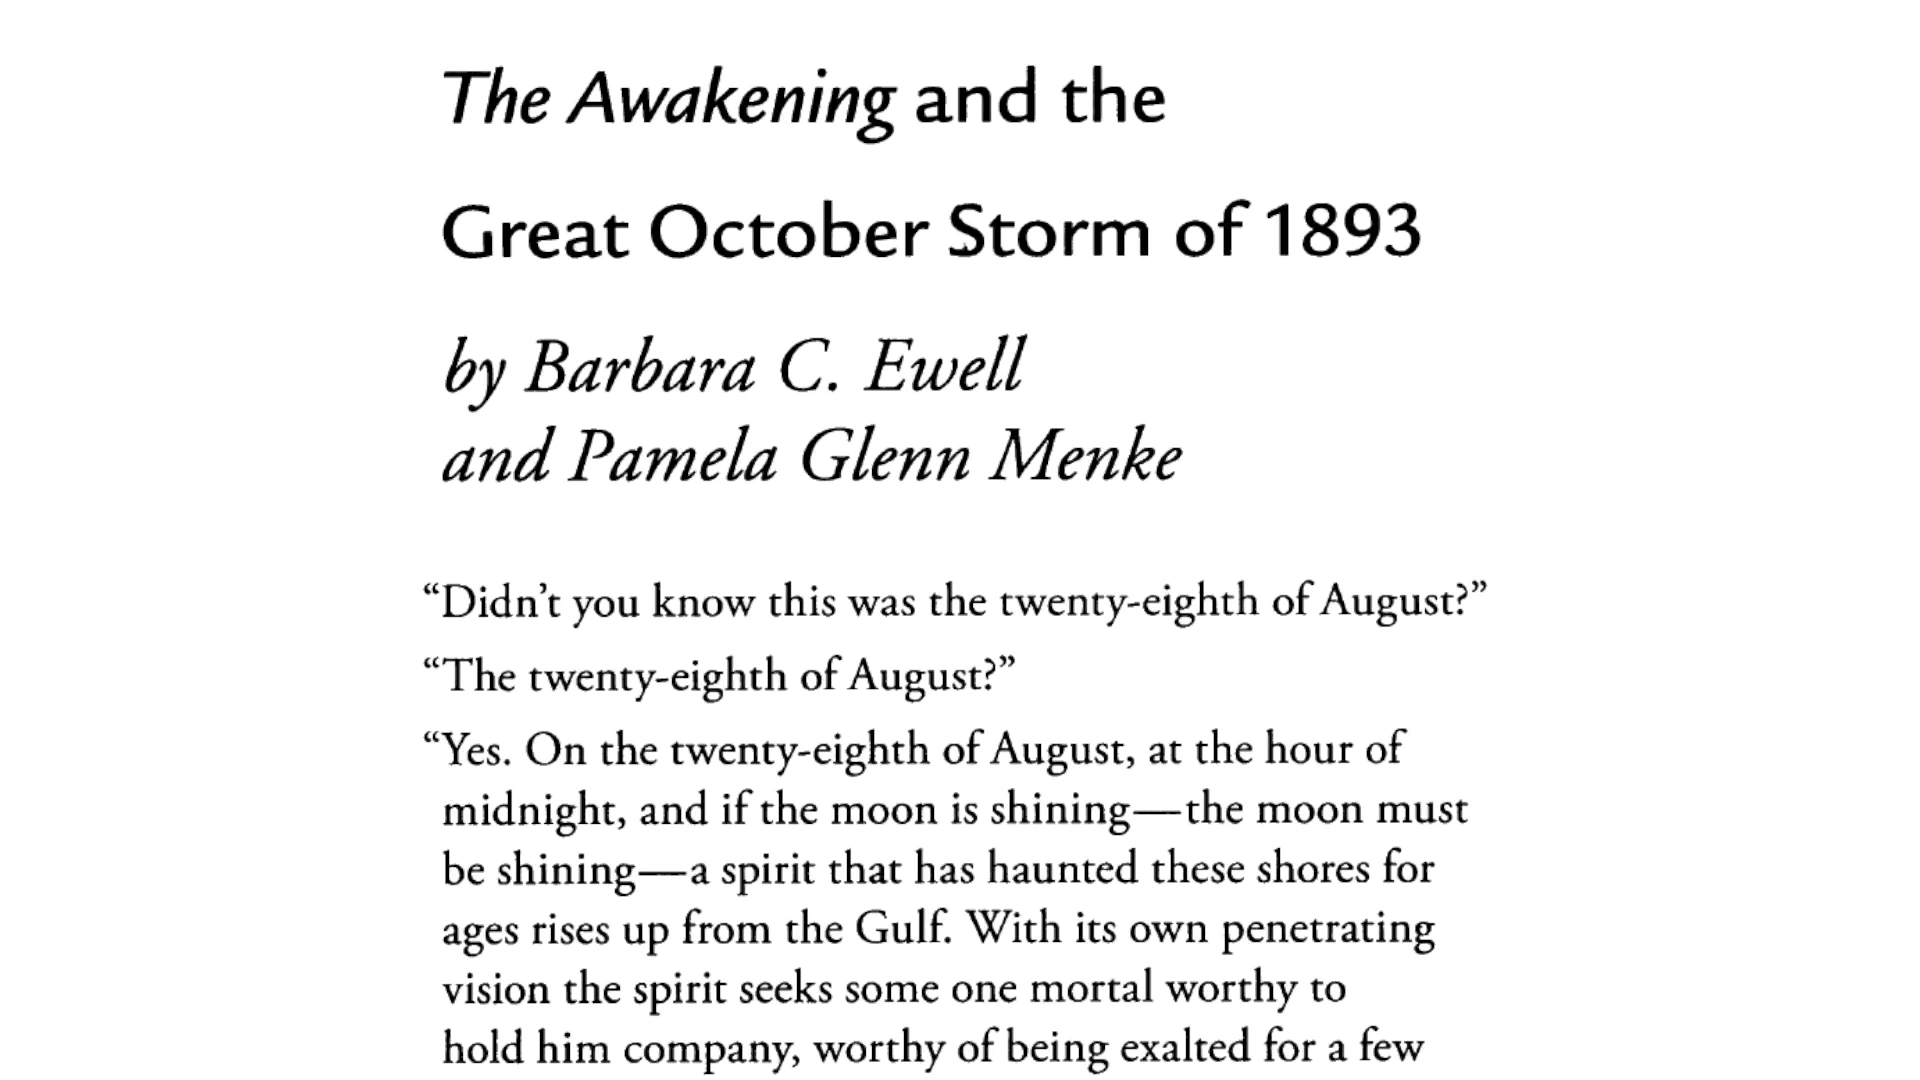 The Awakening and the
Great October Storm of 1893
by Barbara C. Ewell
and Pamela Glenn Menke
“Didn’t you know this was the twenty-eighth of August?”
“The twenty-eighth of August?”
“Yes. On the twenty-eighth of August, at the hour of
midnight, and if the moon is shining—the moon must
be shining—a spirit that has haunted these shores for
ages rises up from the Gulf. With its own penetrating
vision the spirit seeks some one mortal worthy to
hold him company, worthy of being exalted for a few